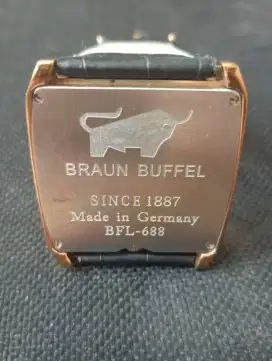 BRAUN BUFFEL
SINCE 1887
Made in Germany
BFL-688